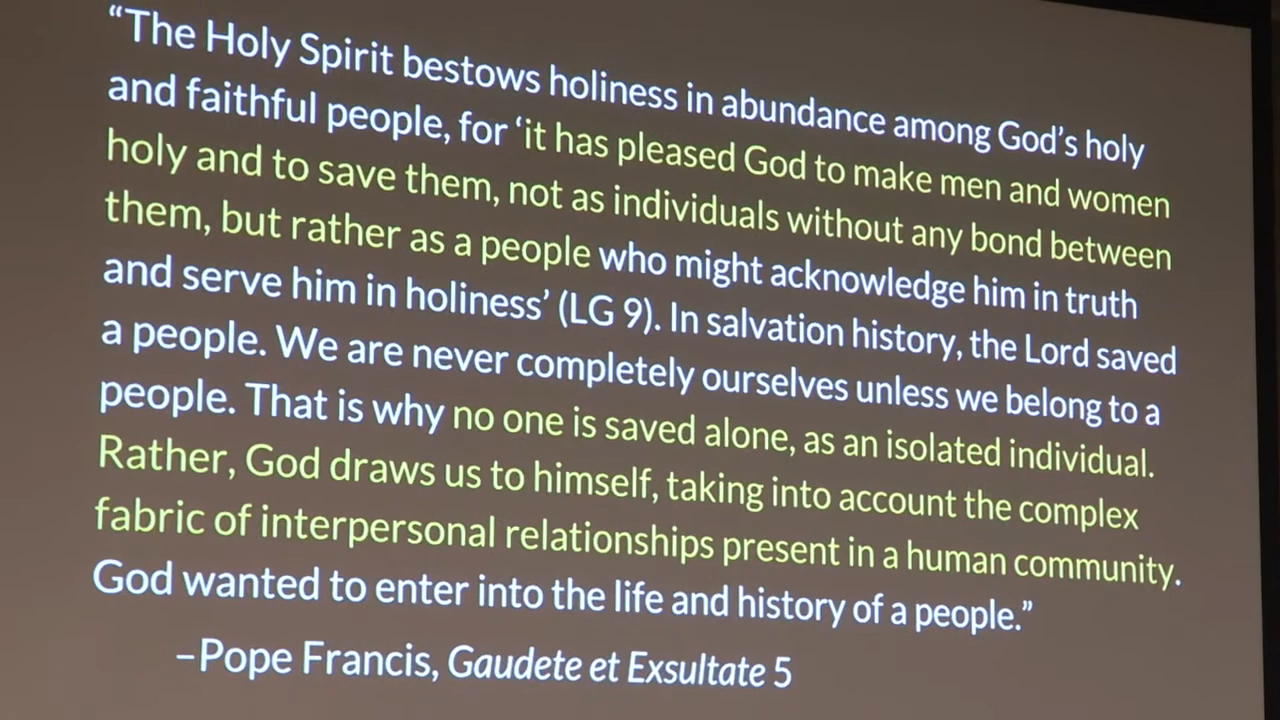 “The Holy Spirit bestows holiness in abundance among God’s holy
and faithful people, for ‘it has pleased God to make men and women
holy and to save them, not as individuals without any bond between
them, but rather as a people who might acknowledge him in truth
and serve him in holiness’ (LG 9). In salvation history, the Lord saved
a people. We are never completely ourselves unless we belong to a
people. That is why no one is saved alone, as an isolated individual.
Rather, God draws us to himself, taking into account the complex
fabric of interpersonal relationships present in a human community.
God wanted to enter into the life and history of a people.”
–Pope Francis, Gaudete et Exsultate 5